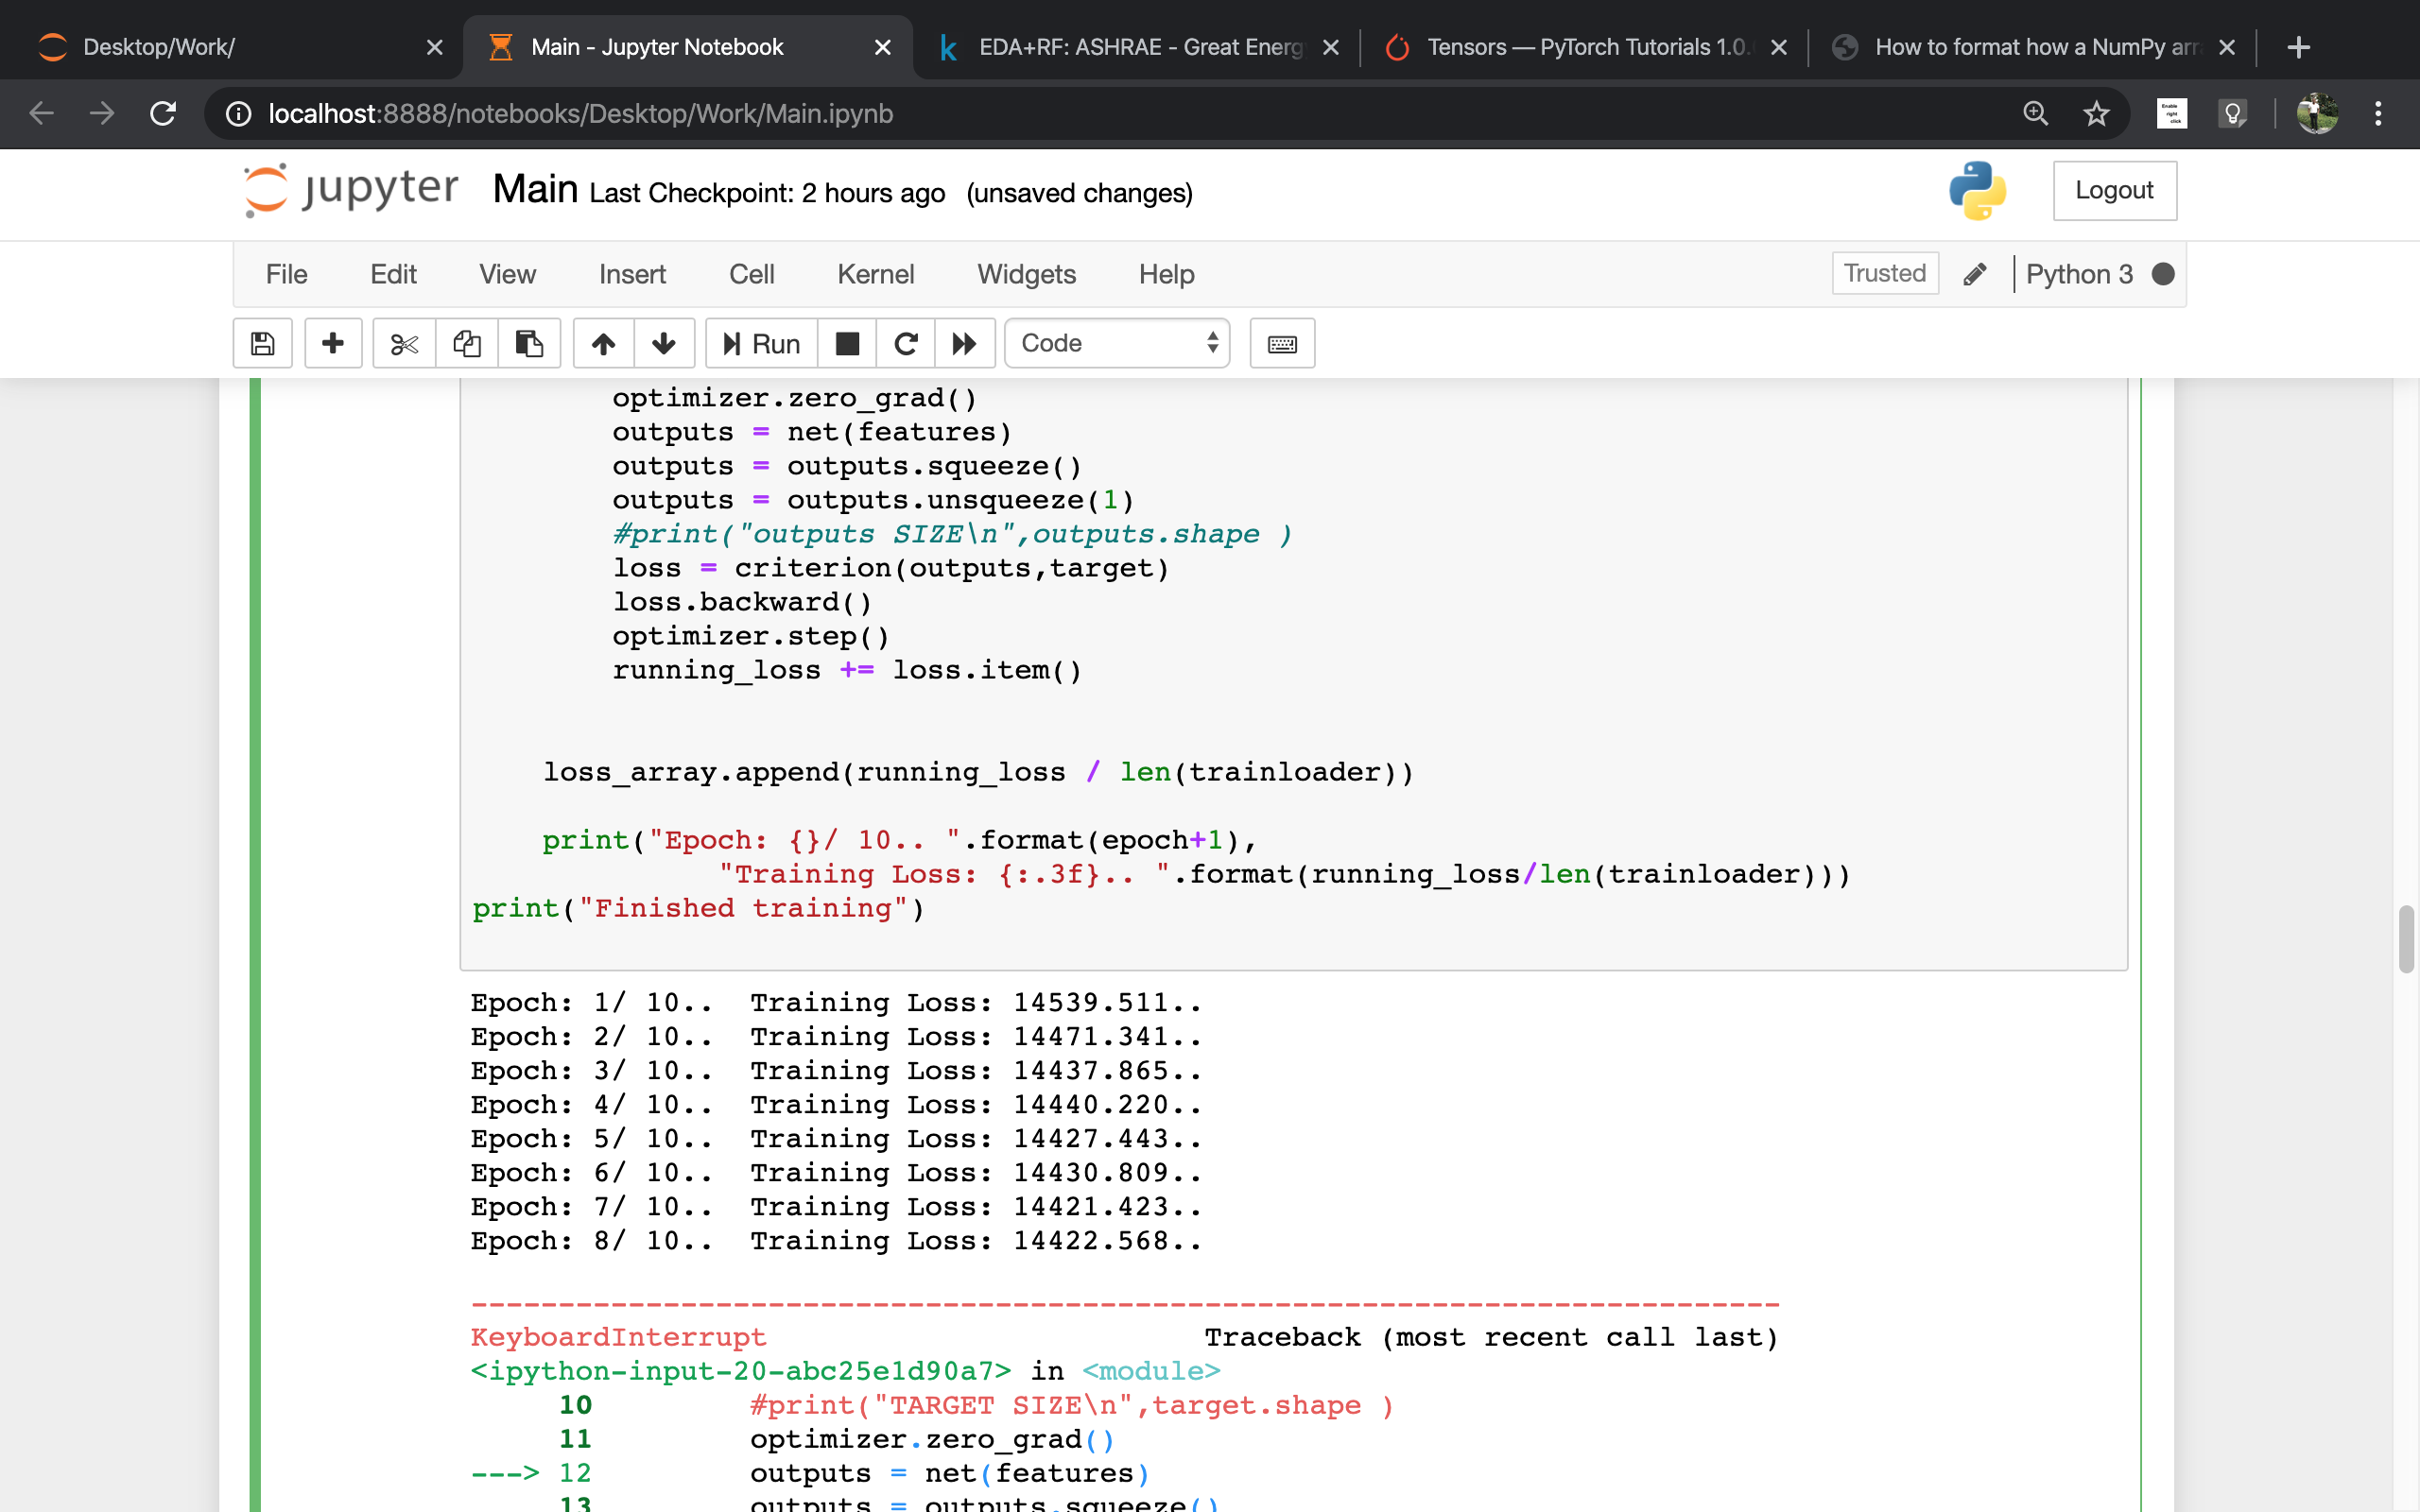 Desktop/Work/
Main - Jupyter Notebook
k EDA+RF: ASHRAE - Great Energ
Tensors — PyTorch Tutorials 1.0.
How to format how a NumPy arr
localhost:8888/notebooks/Desktop/Work/Main.ipynb
Enable right click
jupyter Main Last Checkpoint: 2 hours ago (unsaved changes)
Logout
File Edit View Insert Cell Kernel Widgets Help
Trusted
Python 3
Run
Code
optimizer.zero_grad()
outputs = net(features)
outputs = outputs.squeeze()
outputs = outputs.unsqueeze(1)
#print("outputs SIZE\n",outputs.shape )
loss = criterion(outputs,target)
loss.backward()
optimizer.step()
running_loss += loss.item()
loss_array.append(running_loss / len(trainloader))
print("Epoch: {}/ 10.. ".format(epoch+1),
"Training Loss: {:.3f}.. ".format(running_loss/len(trainloader)))
print("Finished training")
Epoch: 1/ 10..  Training Loss: 14539.511..
Epoch: 2/ 10..  Training Loss: 14471.341..
Epoch: 3/ 10..  Training Loss: 14437.865..
Epoch: 4/ 10..  Training Loss: 14440.220..
Epoch: 5/ 10..  Training Loss: 14427.443..
Epoch: 6/ 10..  Training Loss: 14430.809..
Epoch: 7/ 10..  Training Loss: 14421.423..
Epoch: 8/ 10..  Training Loss: 14422.568..
---------------------------------------------------------------------------
KeyboardInterrupt Traceback (most recent call last)
<ipython-input-20-abc25e1d90a7> in <module>
10 #print("TARGET SIZE\n",target.shape )
11 optimizer.zero_grad()
---> 12 outputs = net(features)
13 outputs = outputs.squeeze()